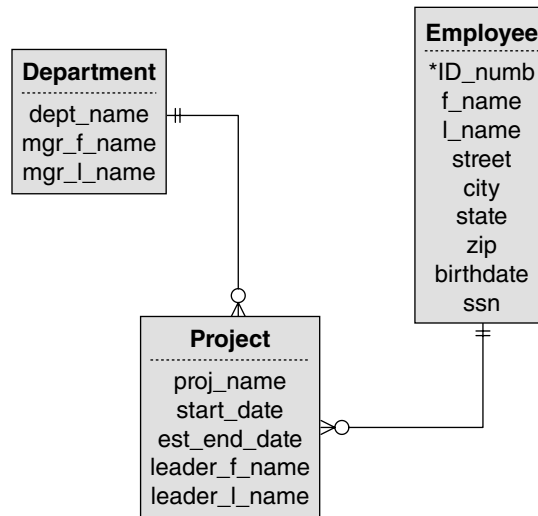 Department
dept_name
mgr_f_name
mgr_l_name
Employee
*ID_numb
f_name
l_name
street
city
state
zip
birthdate
ssn
Project
proj_name
start_date
est_end_date
leader_f_name
leader_l_name